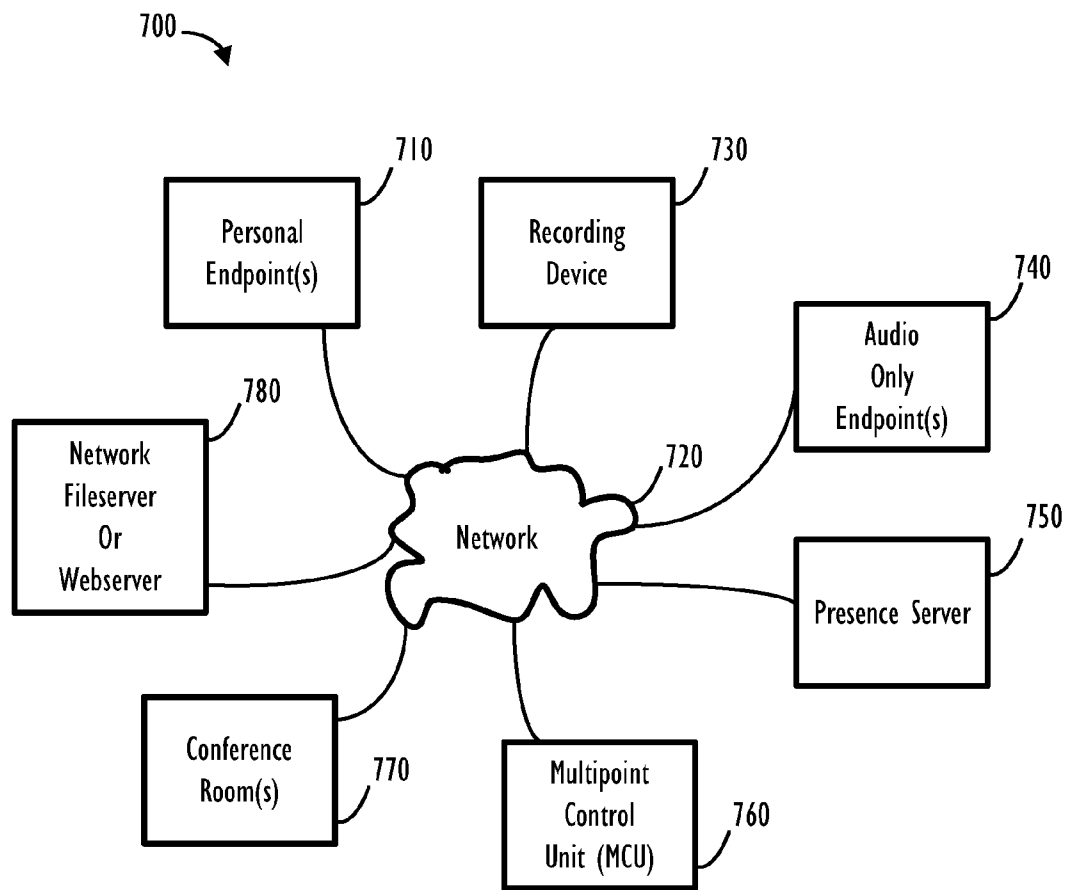 700
710
Personal
Endpoint(s)
730
Recording
Device
740
Audio
Only
Endpoint(s)
780
Network
Fileserver
Or
Webserver
720
Network
750
Presence Server
Conference
Room(s)
770
Multipoint
Control
Unit (MCU)
760